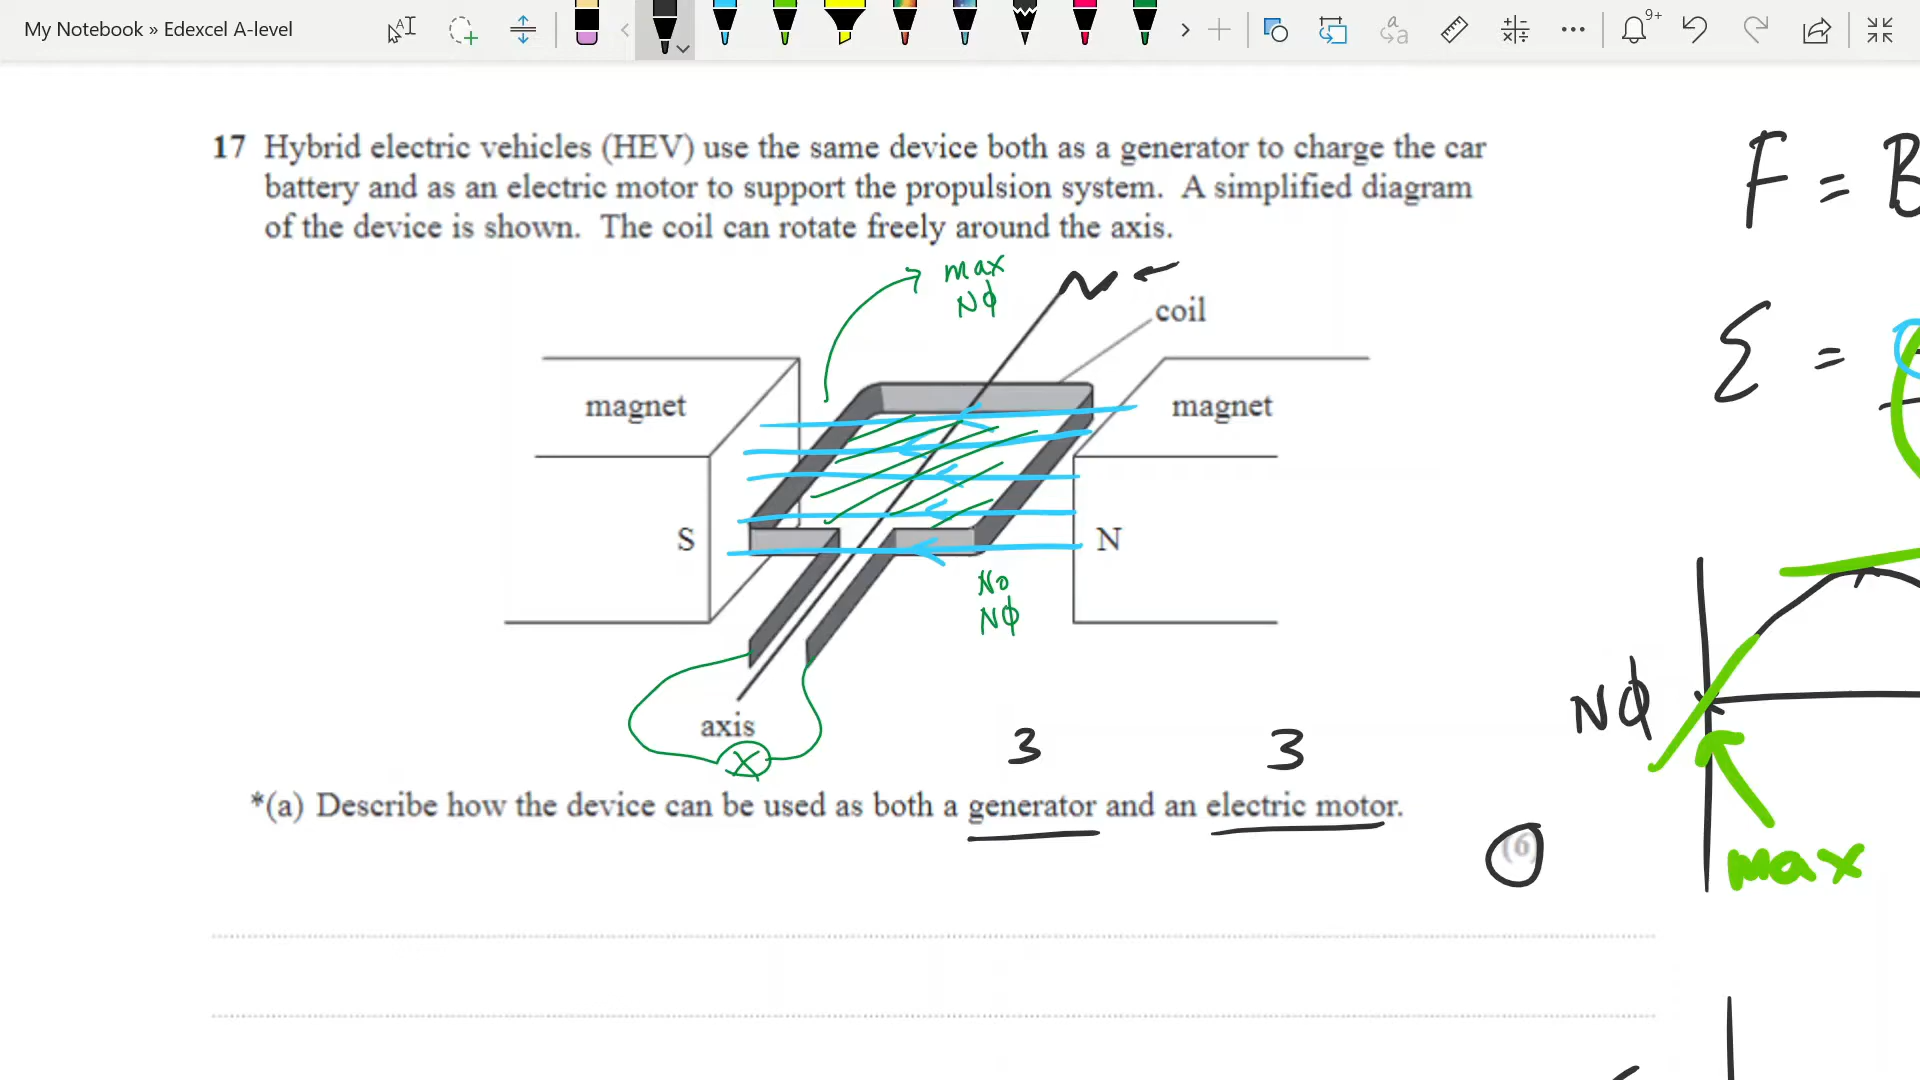 My Notebook » Edexcel A-level
9+
17 Hybrid electric vehicles (HEV) use the same device both as a generator to charge the car
battery and as an electric motor to support the propulsion system. A simplified diagram
of the device is shown. The coil can rotate freely around the axis.
F = B
max
NΦ
coil
Σ =
magnet
magnet
S
N
No
NΦ
NΦ
axis
X
3
3
*(a) Describe how the device can be used as both a generator and an electric motor.
(6)
max